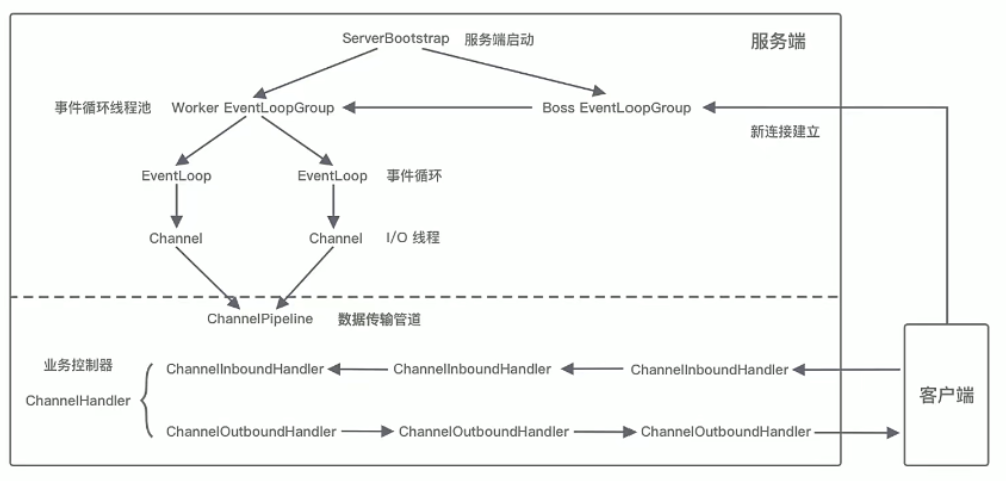 ServerBootstrap 服务端启动
服务端
事件循环线程池 Worker EventLoopGroup Boss EventLoopGroup
新连接建立
EventLoop EventLoop 事件循环
Channel Channel I/O 线程
ChannelPipeline 数据传输管道
业务控制器
ChannelHandler
ChannelInboundHandler ChannelInboundHandler ChannelInboundHandler
客户端
ChannelOutboundHandler ChannelOutboundHandler ChannelOutboundHandler